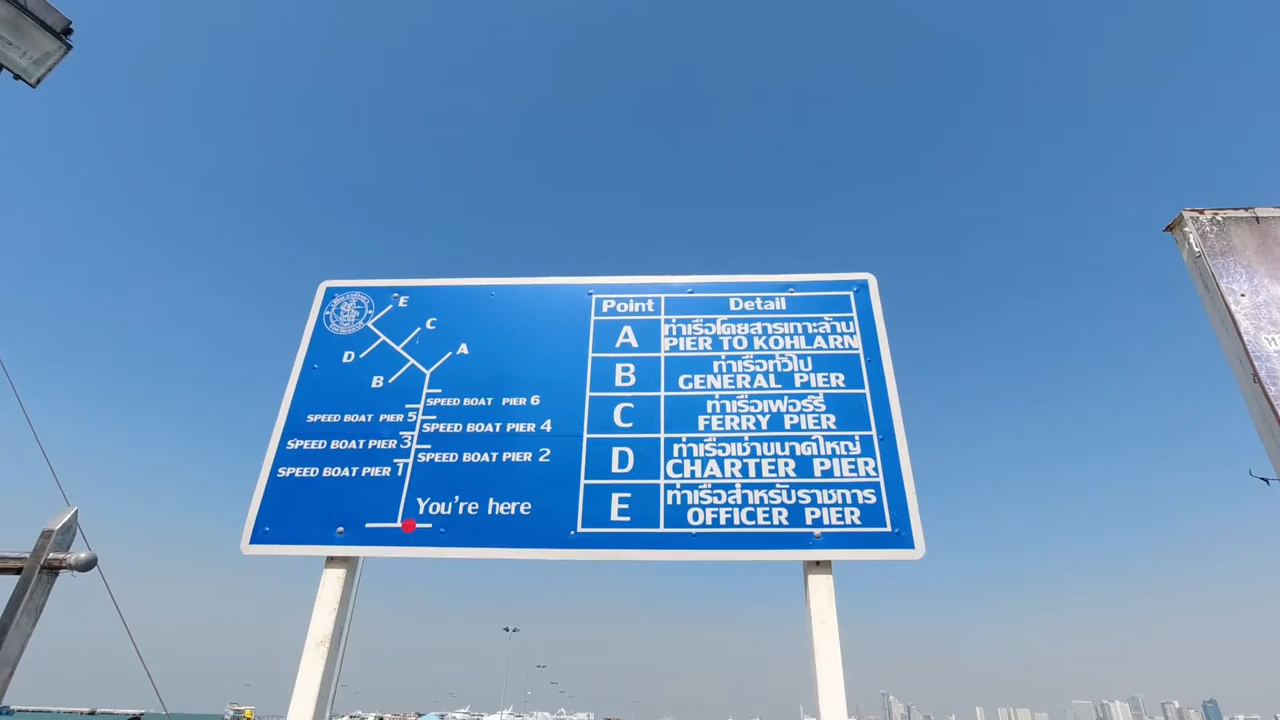 E
C
A
D
B
SPEED BOAT PIER 6
SPEED BOAT PIER 5
SPEED BOAT PIER 4
SPEED BOAT PIER 3
SPEED BOAT PIER 2
SPEED BOAT PIER 1
You're here
Point Detail
A ท่าเรือโดยสารเกาะล้าน
PIER TO KOHLARN
B ท่าเรือทั่วไป
GENERAL PIER
C ท่าเรือเฟอร์รี่
FERRY PIER
D ท่าเรือเช่าขนาดใหญ่
CHARTER PIER
E ท่าเรือสำหรับราชการ
OFFICER PIER